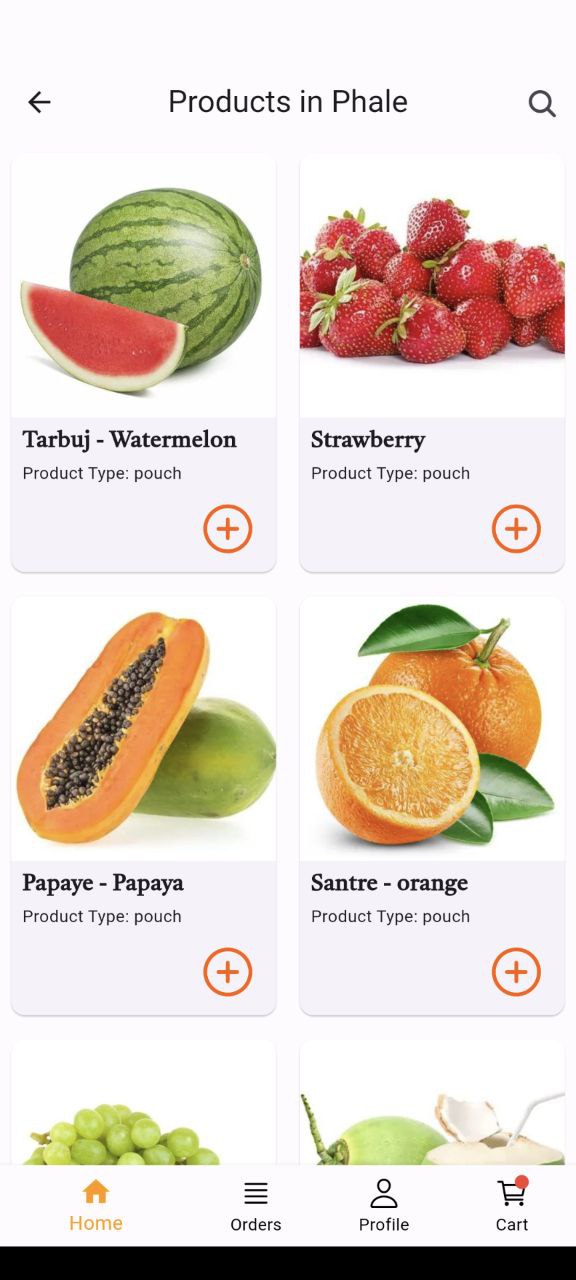 Products in Phale
Tarbuj - Watermelon
Product Type: pouch
Strawberry
Product Type: pouch
Papaye - Papaya
Product Type: pouch
Santre - orange
Product Type: pouch
Home
Orders
Profile
Cart